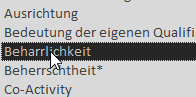 Ausrichtung
Bedeutung der eigenen Qualifi
Beharrlichkeit
Beherrschtheit*
Co-Activity